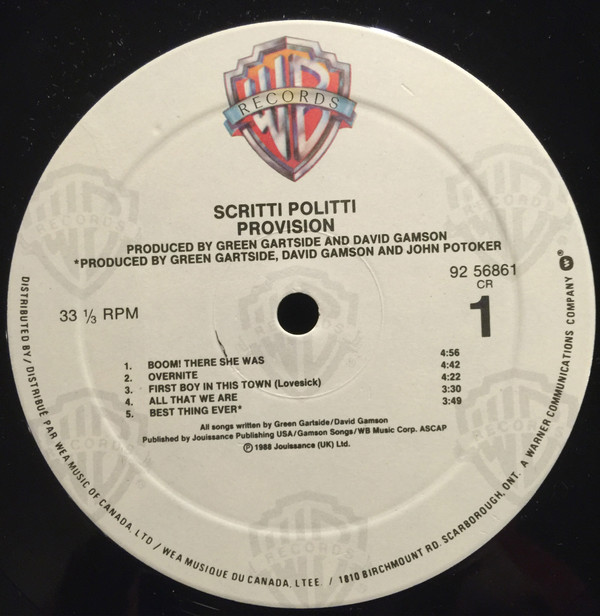 WB
RECORDS
SCRITTI POLITTI
PROVISION
PRODUCED BY GREEN GARTSIDE AND DAVID GAMSON
*PRODUCED BY GREEN GARTSIDE, DAVID GAMSON AND JOHN POTOKER
92 56861
CR
1
33 ⅓ RPM
1. BOOM! THERE SHE WAS 4:56
2. OVERNITE 4:42
3. FIRST BOY IN THIS TOWN (Lovesick) 4:22
4. ALL THAT WE ARE 3:30
5. BEST THING EVER* 3:49
All songs written by Green Gartside/David Gamson
Published by Jouissance Publishing USA/Gamson Songs/WB Music Corp. ASCAP
Ⓟ1988 Jouissance (UK) Ltd.
DISTRIBUTED BY/DISTRIBUÉ PAR WEA MUSIC OF CANADA, LTD/WEA MUSIQUE DU CANADA, LTEE. / 1810 BIRCHMOUNT RD. SCARBOROUGH, ONT. A WARNER COMMUNICATIONS COMPANY